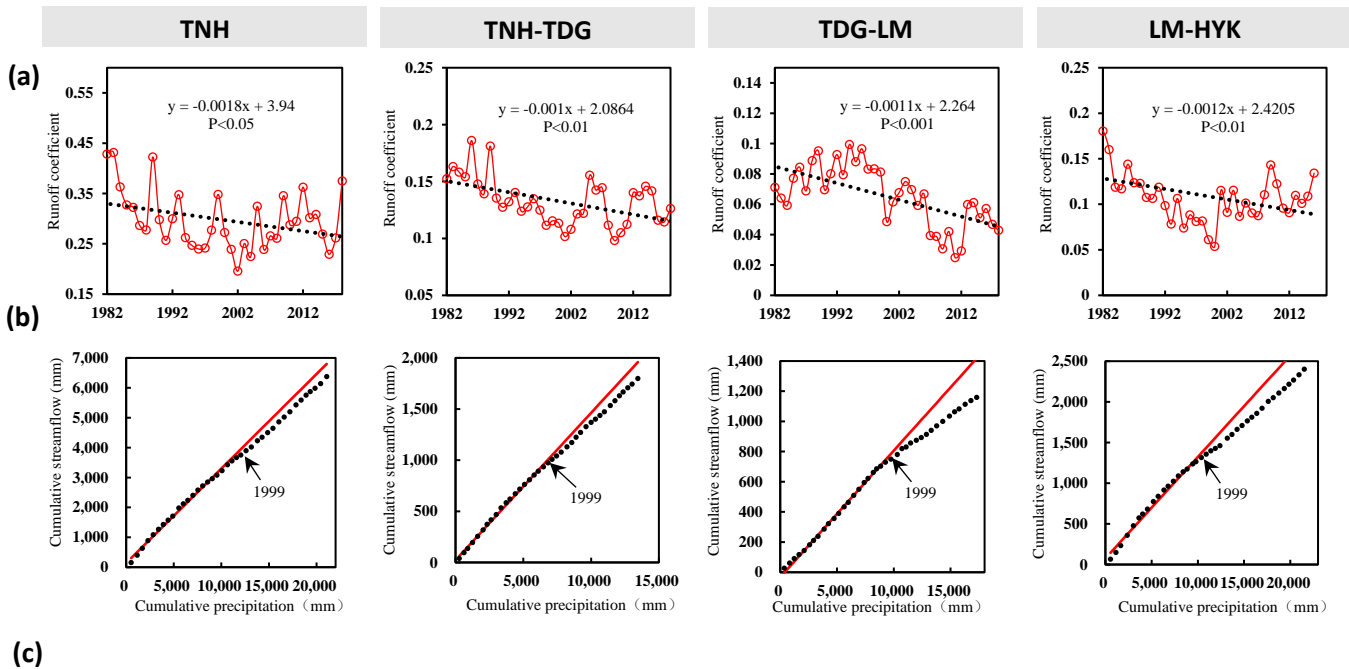 TNH TNH-TDG TDG-LM LM-HYK
(a)
Runoff coefficient
0.55
0.45
0.35
0.25
0.15
y = -0.0018x + 3.94
P<0.05
1982 1992 2002 2012
Runoff coefficient
0.25
0.2
0.15
0.1
0.05
y = -0.001x + 2.0864
P<0.01
1982 1992 2002 2012
Runoff coefficient
0.14
0.12
0.1
0.08
0.06
0.04
0.02
0
y = -0.0011x + 2.264
P<0.001
1982 1992 2002 2012
Runoff coefficient
0.25
0.2
0.15
0.1
0.05
0
y = -0.0012x + 2.4205
P<0.01
1982 1992 2002 2012
(b)
Cumulative streamflow (mm)
7,000
6,000
5,000
4,000
3,000
2,000
1,000
0
1999
0 5,000 10,000 15,000 20,000
Cumulative precipitation（mm）
Cumulative streamflow (mm)
2,000
1,500
1,000
500
0
1999
0 5,000 10,000 15,000
Cumulative precipitation（mm）
Cumulative streamflow (mm)
1,400
1,200
1,000
800
600
400
200
0
1999
0 5,000 10,000 15,000
Cumulative precipitation（mm）
Cumulative streamflow (mm)
2,500
2,000
1,500
1,000
500
0
1999
0 5,000 10,000 15,000 20,000
Cumulative precipitation（mm）
(c)